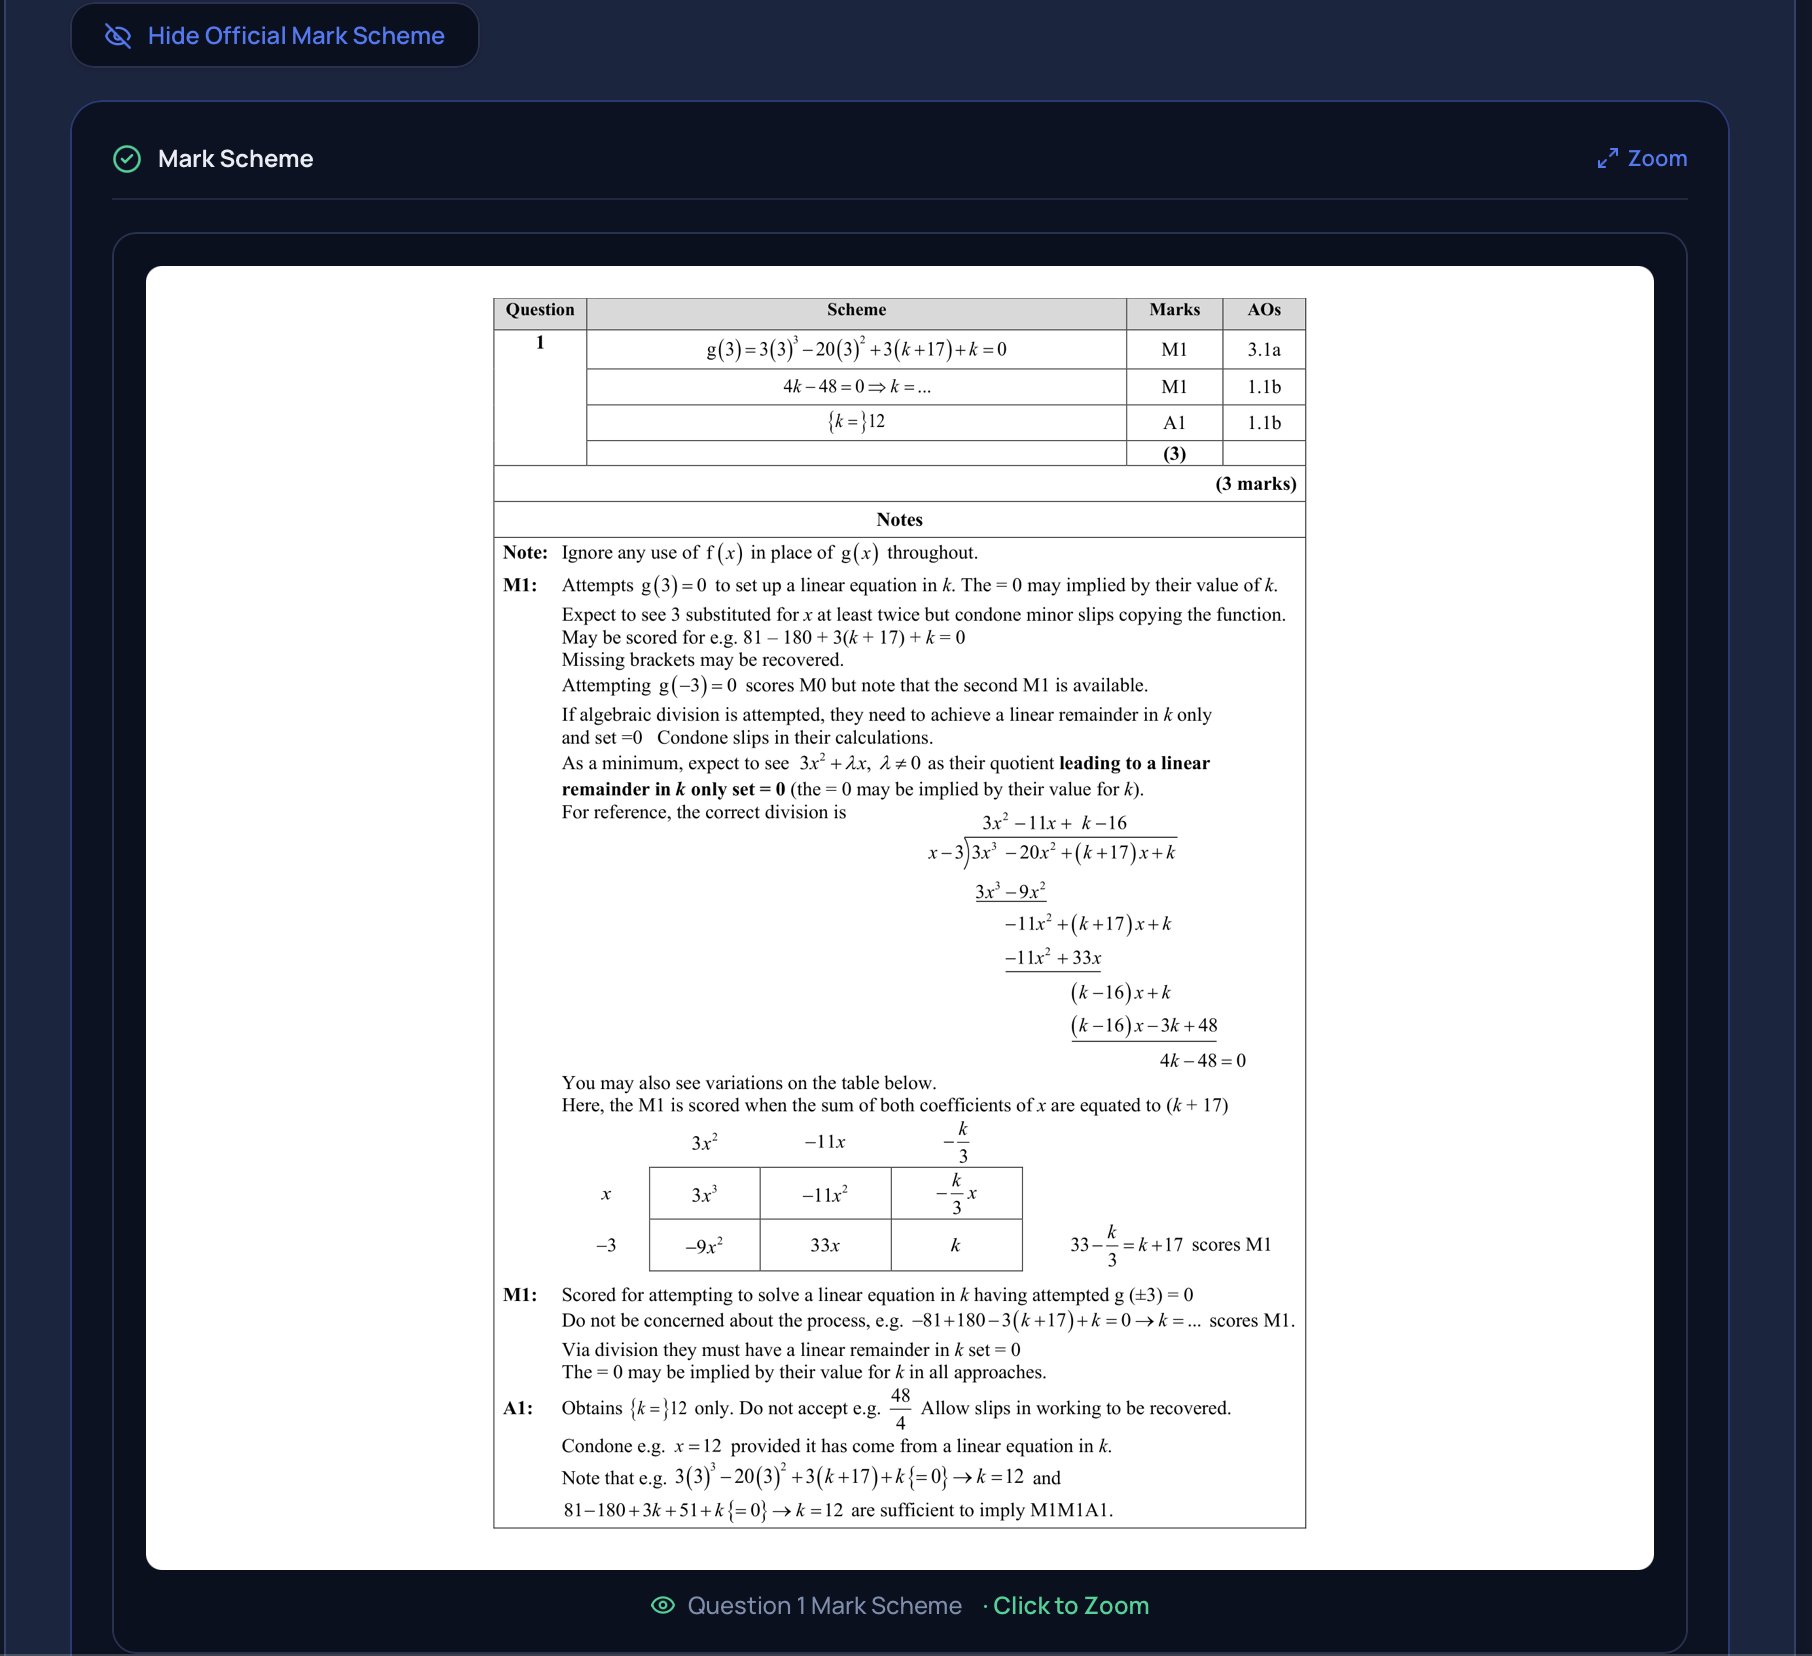 Hide Official Mark Scheme
Mark Scheme
Zoom
Question Scheme Marks AOs
1 g(3)=3(3)³−20(3)²+3(k+17)+k=0 M1 3.1a
4k−48=0⇒k=... M1 1.1b
{k=}12 A1 1.1b
(3)
(3 marks)
Notes
Note: Ignore any use of f(x) in place of g(x) throughout.
M1: Attempts g(3)=0 to set up a linear equation in k. The = 0 may implied by their value of k.
Expect to see 3 substituted for x at least twice but condone minor slips copying the function.
May be scored for e.g. 81 – 180 + 3(k + 17) + k = 0
Missing brackets may be recovered.
Attempting g(−3)=0 scores M0 but note that the second M1 is available.
If algebraic division is attempted, they need to achieve a linear remainder in k only
and set =0 Condone slips in their calculations.
As a minimum, expect to see 3x²+λx, λ≠0 as their quotient leading to a linear
remainder in k only set = 0 (the = 0 may be implied by their value for k).
For reference, the correct division is
3x²−11x+ k−16
x−3)3x³−20x²+(k+17)x+k
3x³−9x²
−11x²+(k+17)x+k
−11x²+33x
(k−16)x+k
(k−16)x−3k+48
4k−48=0
You may also see variations on the table below.
Here, the M1 is scored when the sum of both coefficients of x are equated to (k + 17)
3x² −11x −k/3
x 3x³ −11x² −k/3 x
−3 −9x² 33x k 33−k/3=k+17 scores M1
M1: Scored for attempting to solve a linear equation in k having attempted g (±3) = 0
Do not be concerned about the process, e.g. −81+180−3(k+17)+k=0→k=... scores M1.
Via division they must have a linear remainder in k set = 0
The = 0 may be implied by their value for k in all approaches.
A1: Obtains {k=}12 only. Do not accept e.g. 48/4 Allow slips in working to be recovered.
Condone e.g. x=12 provided it has come from a linear equation in k.
Note that e.g. 3(3)³−20(3)²+3(k+17)+k{=0}→k=12 and
81−180+3k+51+k{=0}→k=12 are sufficient to imply M1M1A1.
Question 1 Mark Scheme · Click to Zoom